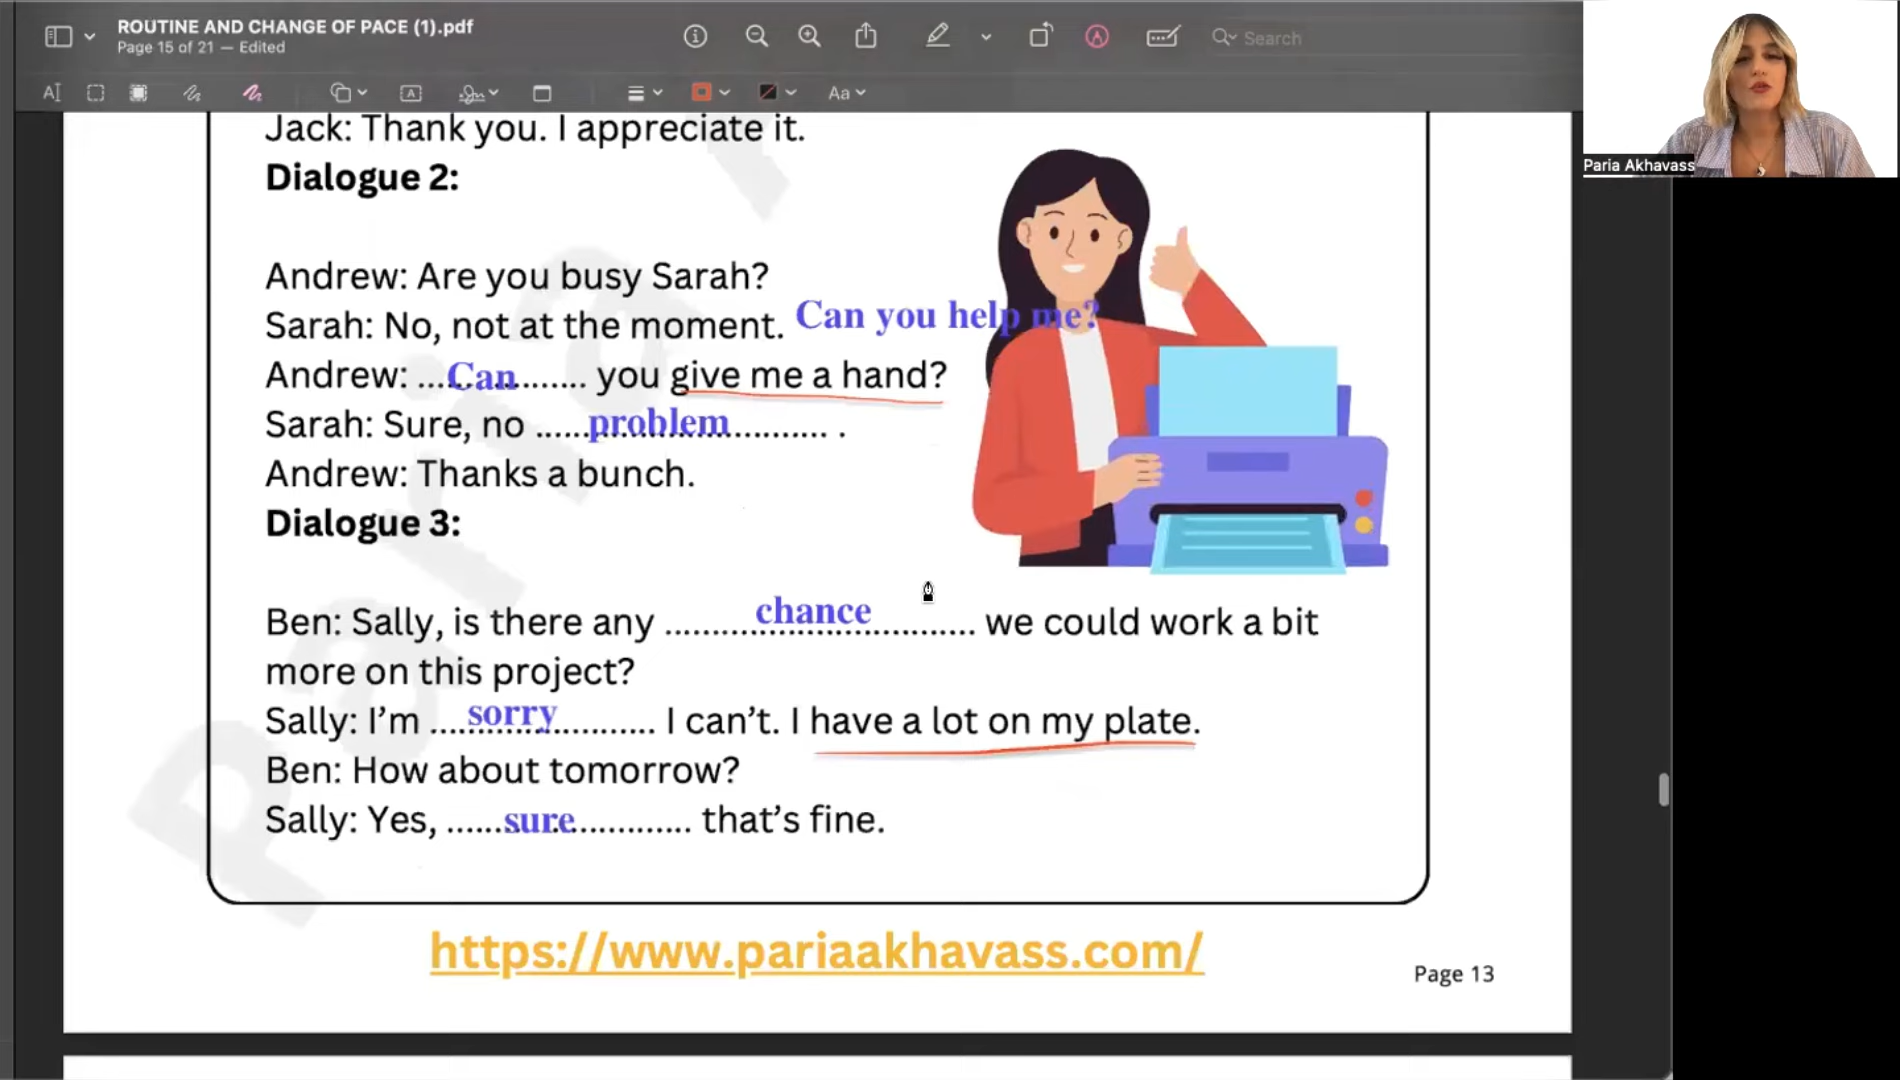 ROUTINE AND CHANGE OF PACE (1).pdf
Page 15 of 21 — Edited
Search
Paria Akhavass
Jack: Thank you. I appreciate it.
Dialogue 2:
Andrew: Are you busy Sarah?
Sarah: No, not at the moment. Can you help me?
Andrew: ...Can... you give me a hand?
Sarah: Sure, no ...problem... .
Andrew: Thanks a bunch.
Dialogue 3:
Ben: Sally, is there any ...chance... we could work a bit
more on this project?
Sally: I'm ...sorry... I can't. I have a lot on my plate.
Ben: How about tomorrow?
Sally: Yes, ...sure... that's fine.
https://www.pariaakhavass.com/
Page 13